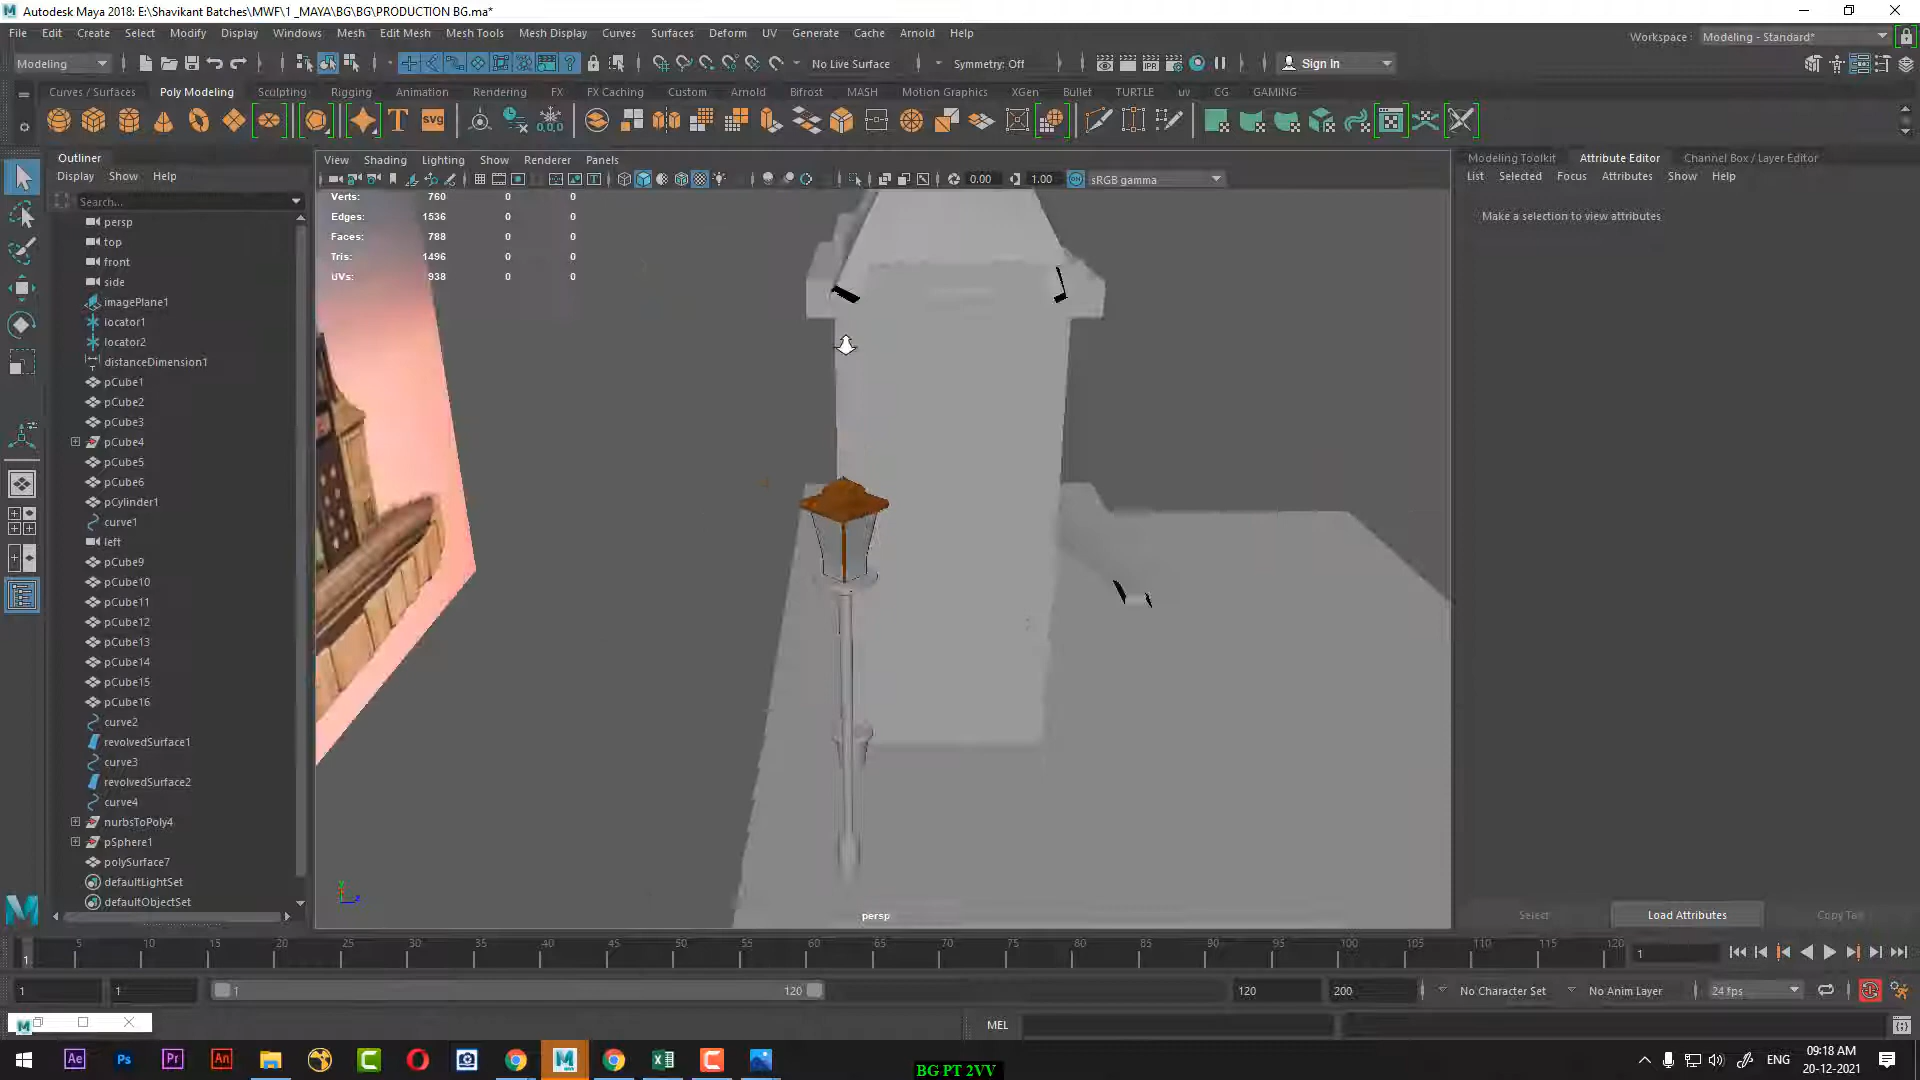 Autodesk Maya 2018: E:\Shavikant Batches\MWF\1 _MAYA\BG\BG\PRODUCTION BG.ma*
File Edit Create Select Modify Display Windows Mesh Edit Mesh Mesh Tools Mesh Display Curves Surfaces Deform UV Generate Cache Arnold Help
Workspace : Modeling - Standard*
Modeling
No Live Surface
Symmetry: Off
Sign In
Curves / Surfaces Poly Modeling Sculpting Rigging Animation Rendering FX FX Caching Custom Arnold Bifrost MASH Motion Graphics XGen Bullet TURTLE uv CG GAMING
T svg 0,0,0
Outliner
Display Show Help
Search...
persp
top
front
side
imagePlane1
locator1
locator2
distanceDimension1
pCube1
pCube2
pCube3
pCube4
pCube5
pCube6
pCylinder1
curve1
left
pCube9
pCube10
pCube11
pCube12
pCube13
pCube14
pCube15
pCube16
curve2
revolvedSurface1
curve3
revolvedSurface2
curve4
nurbsToPoly4
pSphere1
polySurface7
defaultLightSet
defaultObjectSet
View Shading Lighting Show Renderer Panels
0.00 1.00 sRGB gamma
Verts: 760 0 0
Edges: 1536 0 0
Faces: 788 0 0
Tris: 1496 0 0
UVs: 938 0 0
persp
Modeling Toolkit Attribute Editor Channel Box / Layer Editor
List Selected Focus Attributes Show Help
Make a selection to view attributes
Select Load Attributes Copy Tab
5 10 15 20 25 30 35 40 45 50 55 60 65 70 75 80 85 90 95 100 105 110 115 120
1
1
1 1 1 120 120 200 No Character Set No Anim Layer 24 fps
MEL
Ae Ps Pr An
BG PT 2VV
ENG
09:18 AM
20-12-2021